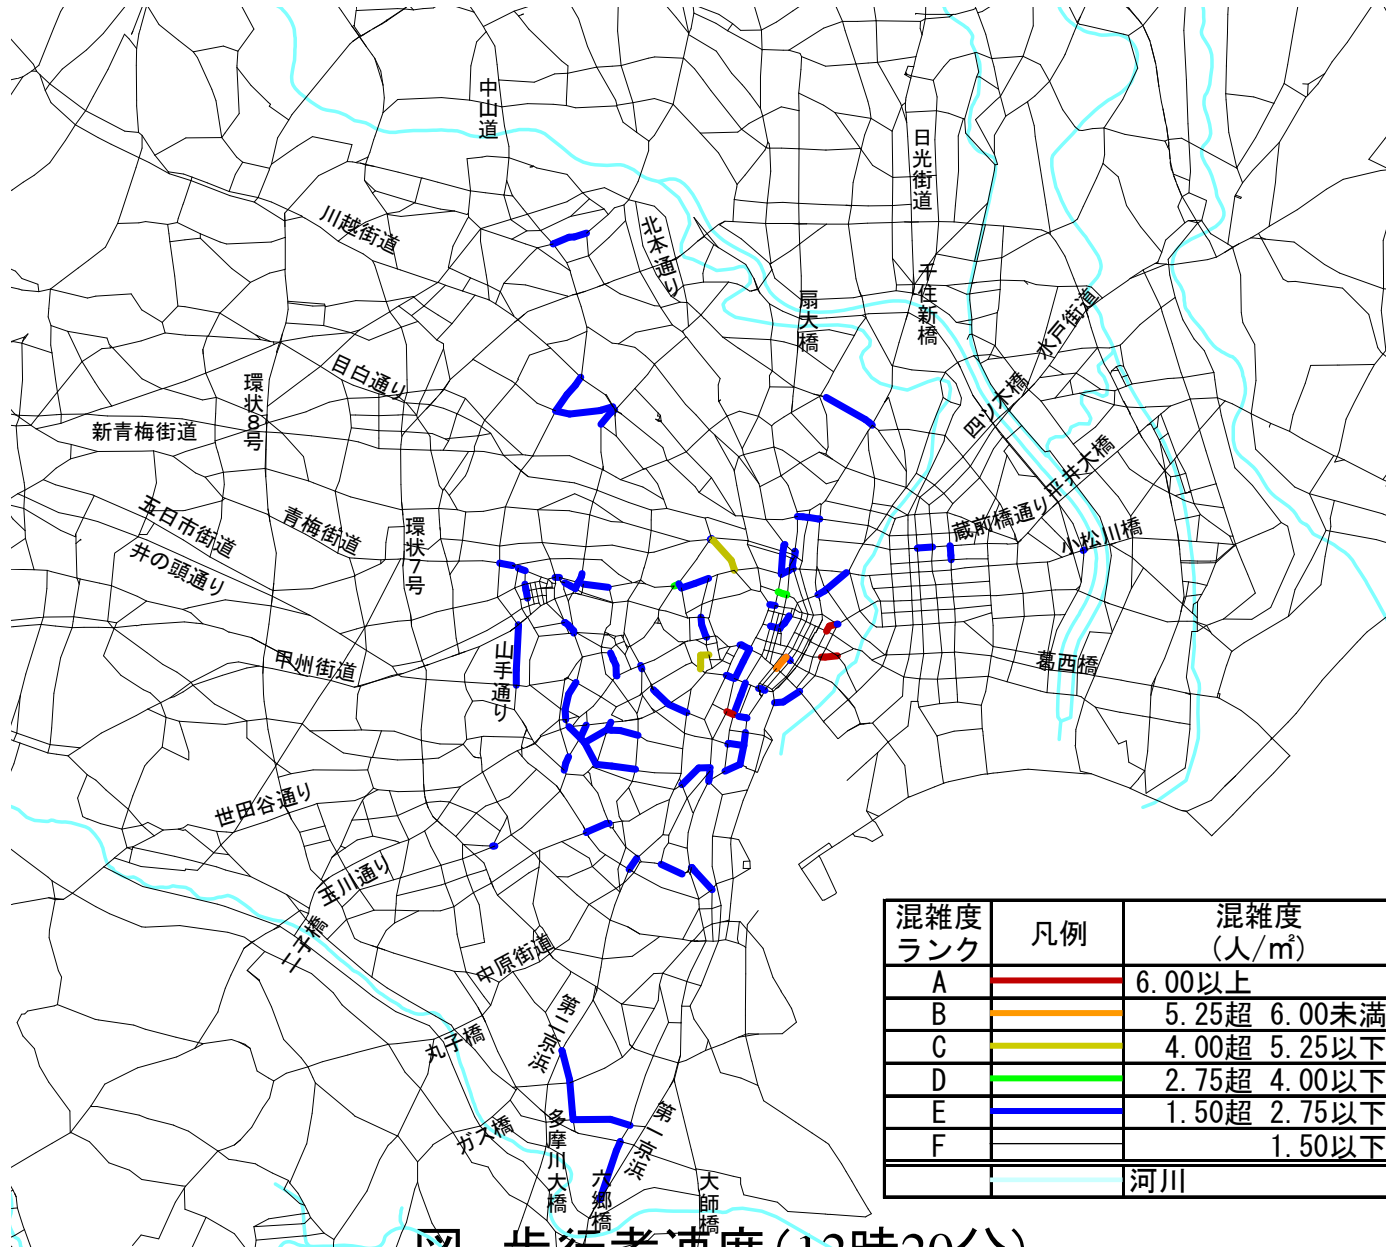 中山道
日光街道
川越街道
北本通り
千住新橋
扇大橋
水戸街道
目白通り
環状8号
四ツ木橋
新青梅街道
平井大橋
五日市街道
青梅街道
環状7号
蔵前橋通り
小松川橋
井の頭通り
甲州街道
山手通り
葛西橋
世田谷通り
玉川通り
二子橋
中原街道
第二京浜
丸子橋
ガス橋
多摩川大橋
第一京浜
六郷橋
大師橋
混雑度ランク 凡例 混雑度(人/㎡)
A 6.00以上
B 5.25超 6.00未満
C 4.00超 5.25以下
D 2.75超 4.00以下
E 1.50超 2.75以下
F 1.50以下
河川